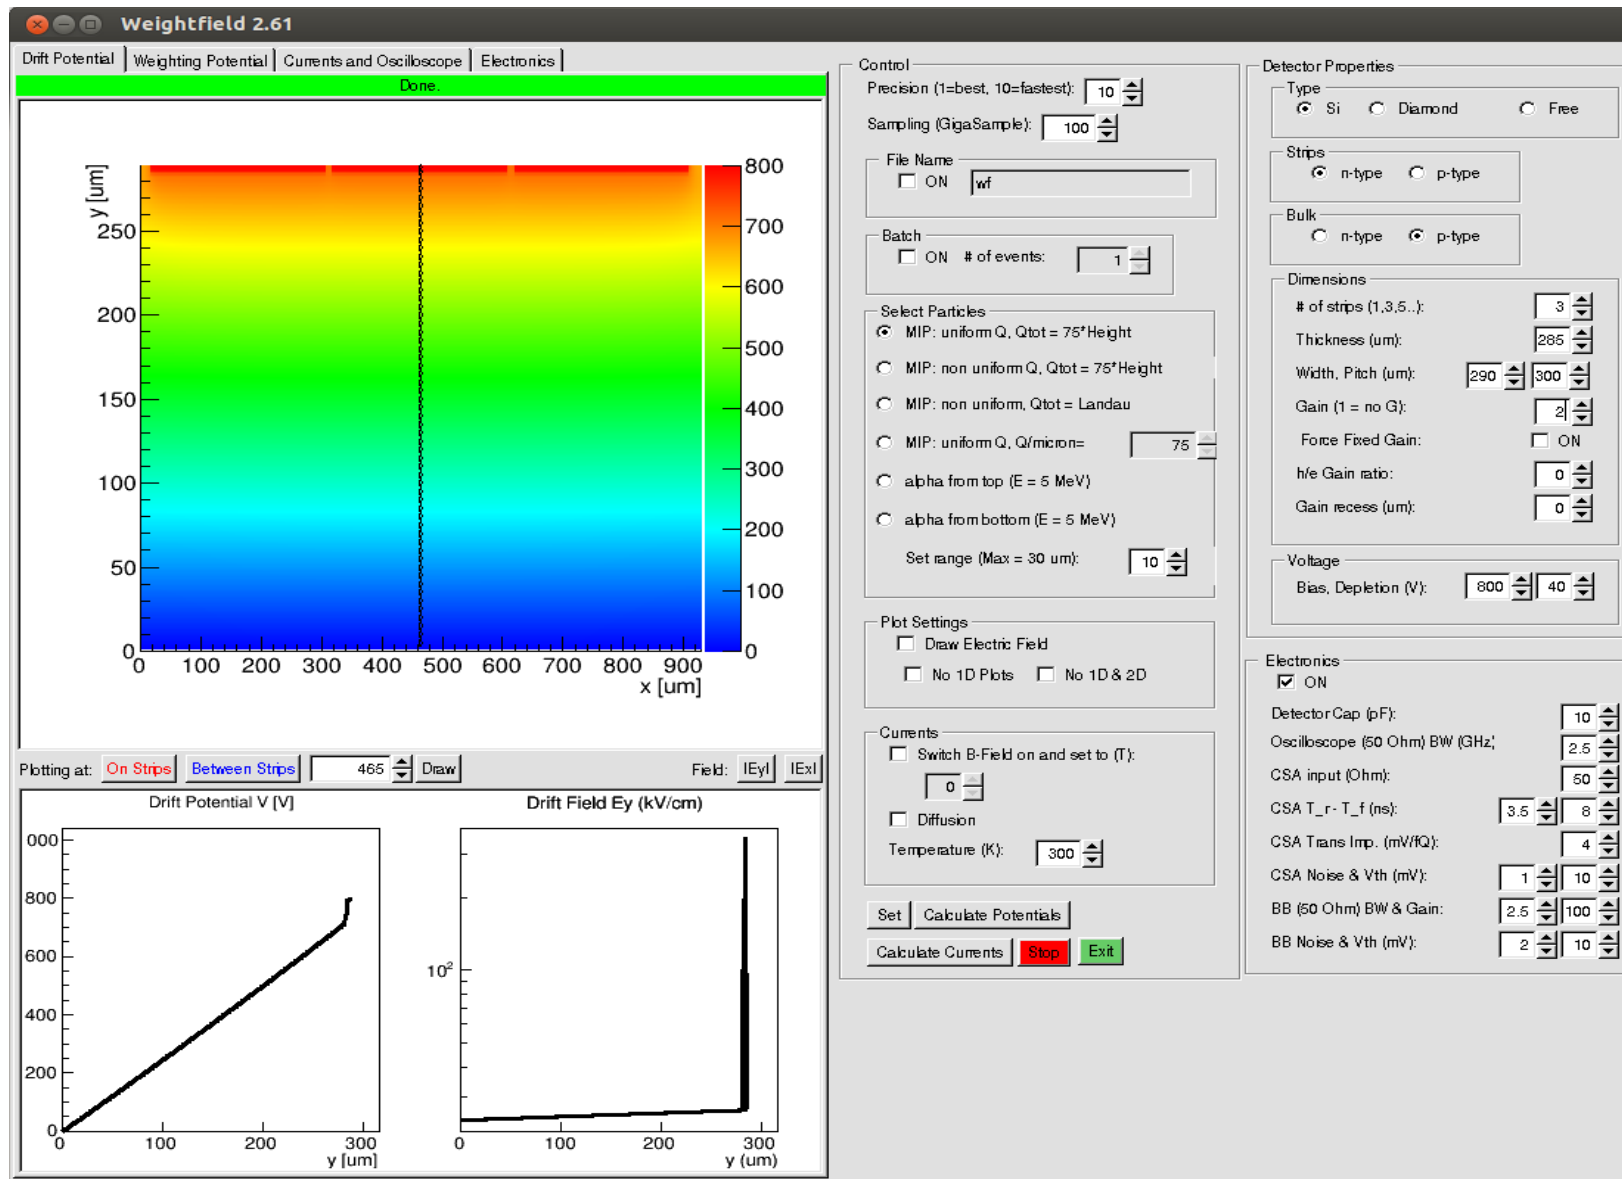 Weightfield 2.61
Drift Potential
Weighting Potential
Currents and Oscilloscope
Electronics
Done.
y [um]
250
200
150
100
50
0
0 100 200 300 400 500 600 700 800 900
x [um]
800
700
600
500
400
300
200
100
0
Plotting at: On Strips Between Strips 465 Draw Field: |Ey| |Ex|
Drift Potential V [V]
000
800
600
400
200
0
0 100 200 300
y [um]
Drift Field Ey (kV/cm)
10²
0 100 200 300
y (um)
Control
Precision (1=best, 10=fastest): 10
Sampling (GigaSample): 100
File Name
ON wf
Batch
ON # of events: 1
Select Particles
MIP: uniform Q, Qtot = 75*Height
MIP: non uniform Q, Qtot = 75*Height
MIP: non uniform, Qtot = Landau
MIP: uniform Q, Q/micron= 75
alpha from top (E = 5 MeV)
alpha from bottom (E = 5 MeV)
Set range (Max = 30 um): 10
Plot Settings
Draw Electric Field
No 1D Plots No 1D & 2D
Currents
Switch B-Field on and set to (T):
0
Diffusion
Temperature (K): 300
Set Calculate Potentials
Calculate Currents Stop Exit
Detector Properties
Type
Si Diamond Free
Strips
n-type p-type
Bulk
n-type p-type
Dimensions
# of strips (1,3,5..): 3
Thickness (um): 285
Width, Pitch (um): 290 300
Gain (1 = no G): 2
Force Fixed Gain: ON
h/e Gain ratio: 0
Gain recess (um): 0
Voltage
Bias, Depletion (V): 800 40
Electronics
ON
Detector Cap (pF): 10
Oscilloscope (50 Ohm) BW (GHz) 2.5
CSA input (Ohm): 50
CSA T_r - T_f (ns): 3.5 8
CSA Trans Imp. (mV/fQ): 4
CSA Noise & Vth (mV): 1 10
BB (50 Ohm) BW & Gain: 2.5 100
BB Noise & Vth (mV): 2 10